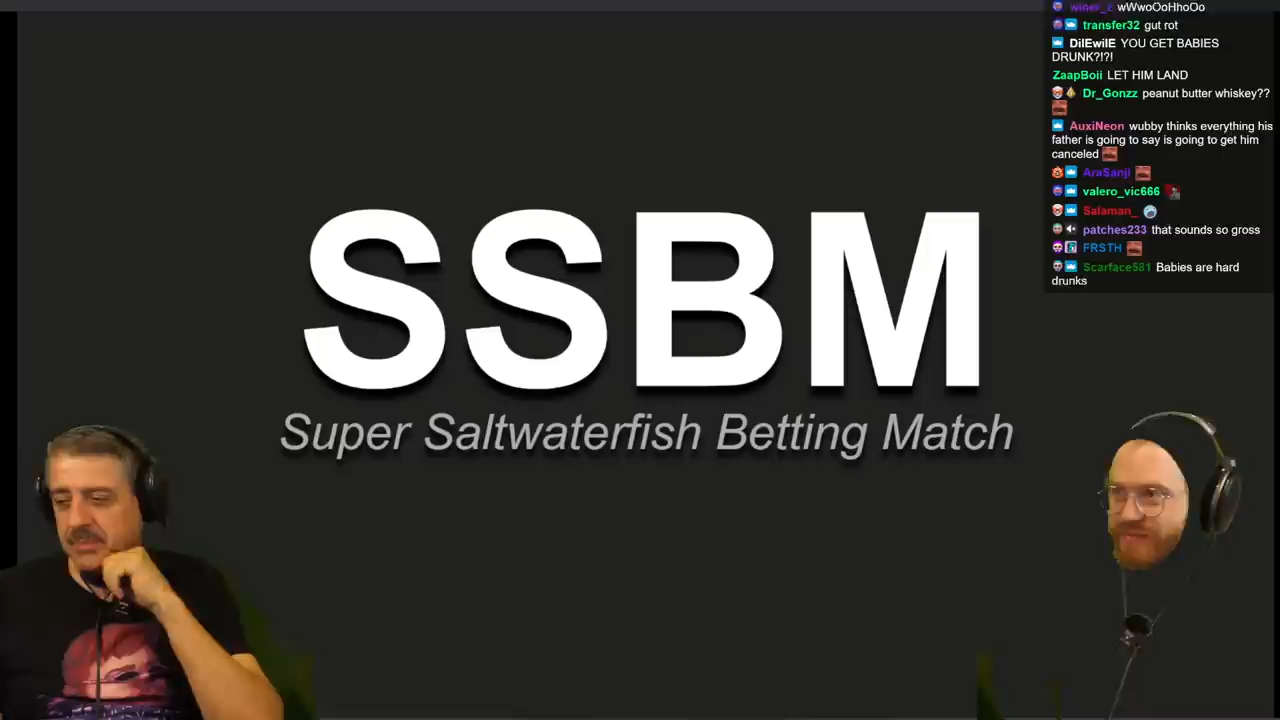 winer_z wWwoOoHhoOo
transfer32 gut rot
DilEwilE YOU GET BABIES
DRUNK?!?!
ZaapBoii LET HIM LAND
Dr_Gonzz peanut butter whiskey??
AuxiNeon wubby thinks everything his
father is going to say is going to get him
canceled
AraSanji
valero_vic666
Salaman_
patches233 that sounds so gross
FRSTH
Scarface581 Babies are hard
drunks
SSBM
Super Saltwaterfish Betting Match